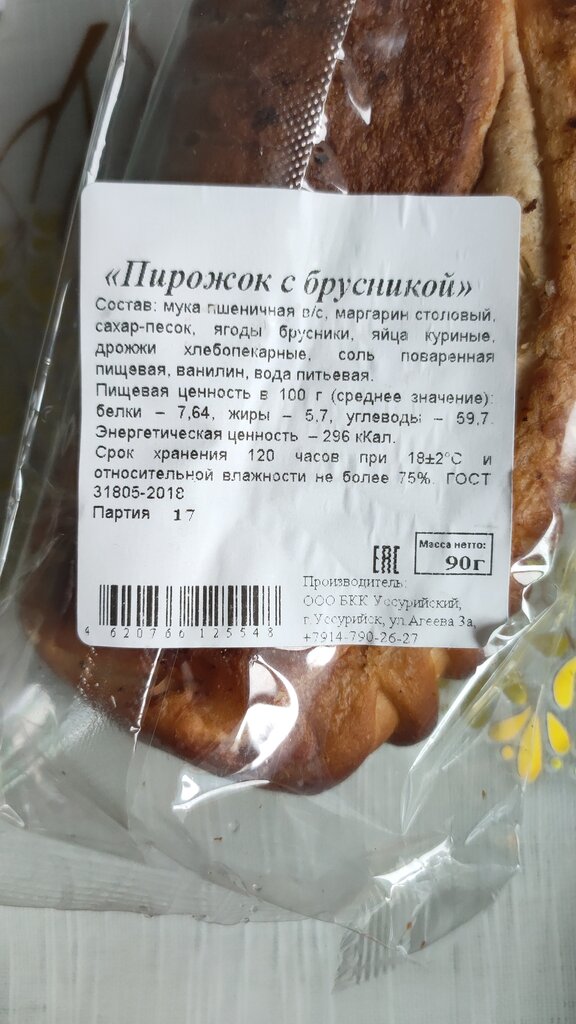 «Пирожок с брусникой»
Состав: мука пшеничная в/с, маргарин столовый,
сахар-песок, ягоды брусники, яйца куриные,
дрожжи хлебопекарные, соль поваренная
пищевая, ванилин, вода питьевая.
Пищевая ценность в 100 г (среднее значение):
белки – 7,64, жиры – 5,7, углеводы – 59,7.
Энергетическая ценность – 296 кКал.
Срок хранения 120 часов при 18±2°С и
относительной влажности не более 75%. ГОСТ
31805-2018
Партия 17
ЕАС
Масса нетто:
90г
Производитель:
ООО БКК Уссурийский,
г. Уссурийск, ул Агеева 3а,
+7914-790-26-27
4 620766 125548